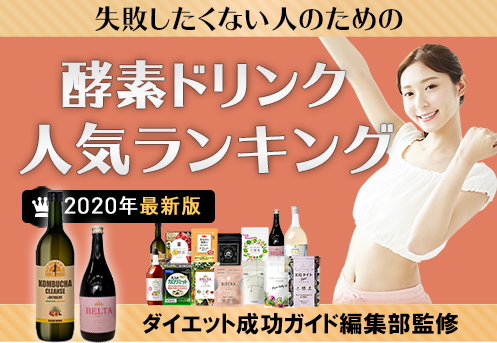 失敗したくない人のための
酵素ドリンク
人気ランキング
2020年最新版
KOMBUCHA
CLEANSE
BELTA
ダイエット成功ガイド編集部監修